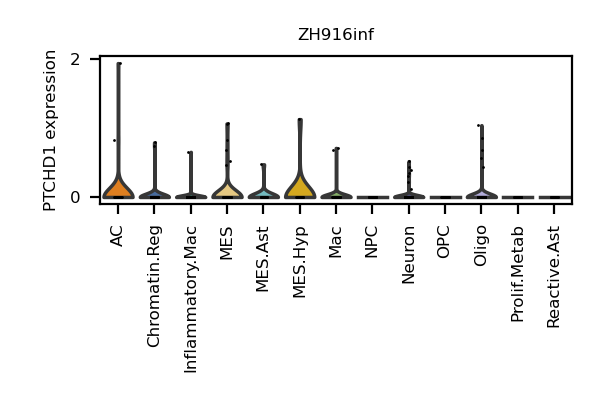 ZH916inf
PTCHD1 expression
2
0
AC
Chromatin.Reg
Inflammatory.Mac
MES
MES.Ast
MES.Hyp
Mac
NPC
Neuron
OPC
Oligo
Prolif.Metab
Reactive.Ast